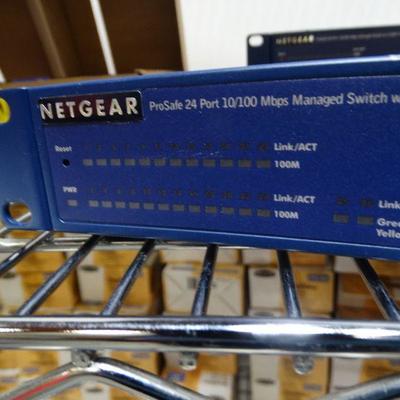 NETGEAR
NETGEAR ProSafe 24 Port 10/100 Mbps Managed Switch w
Reset
Link/ACT
100M
PWR
Link/ACT
100M
Link
Gree
Yello